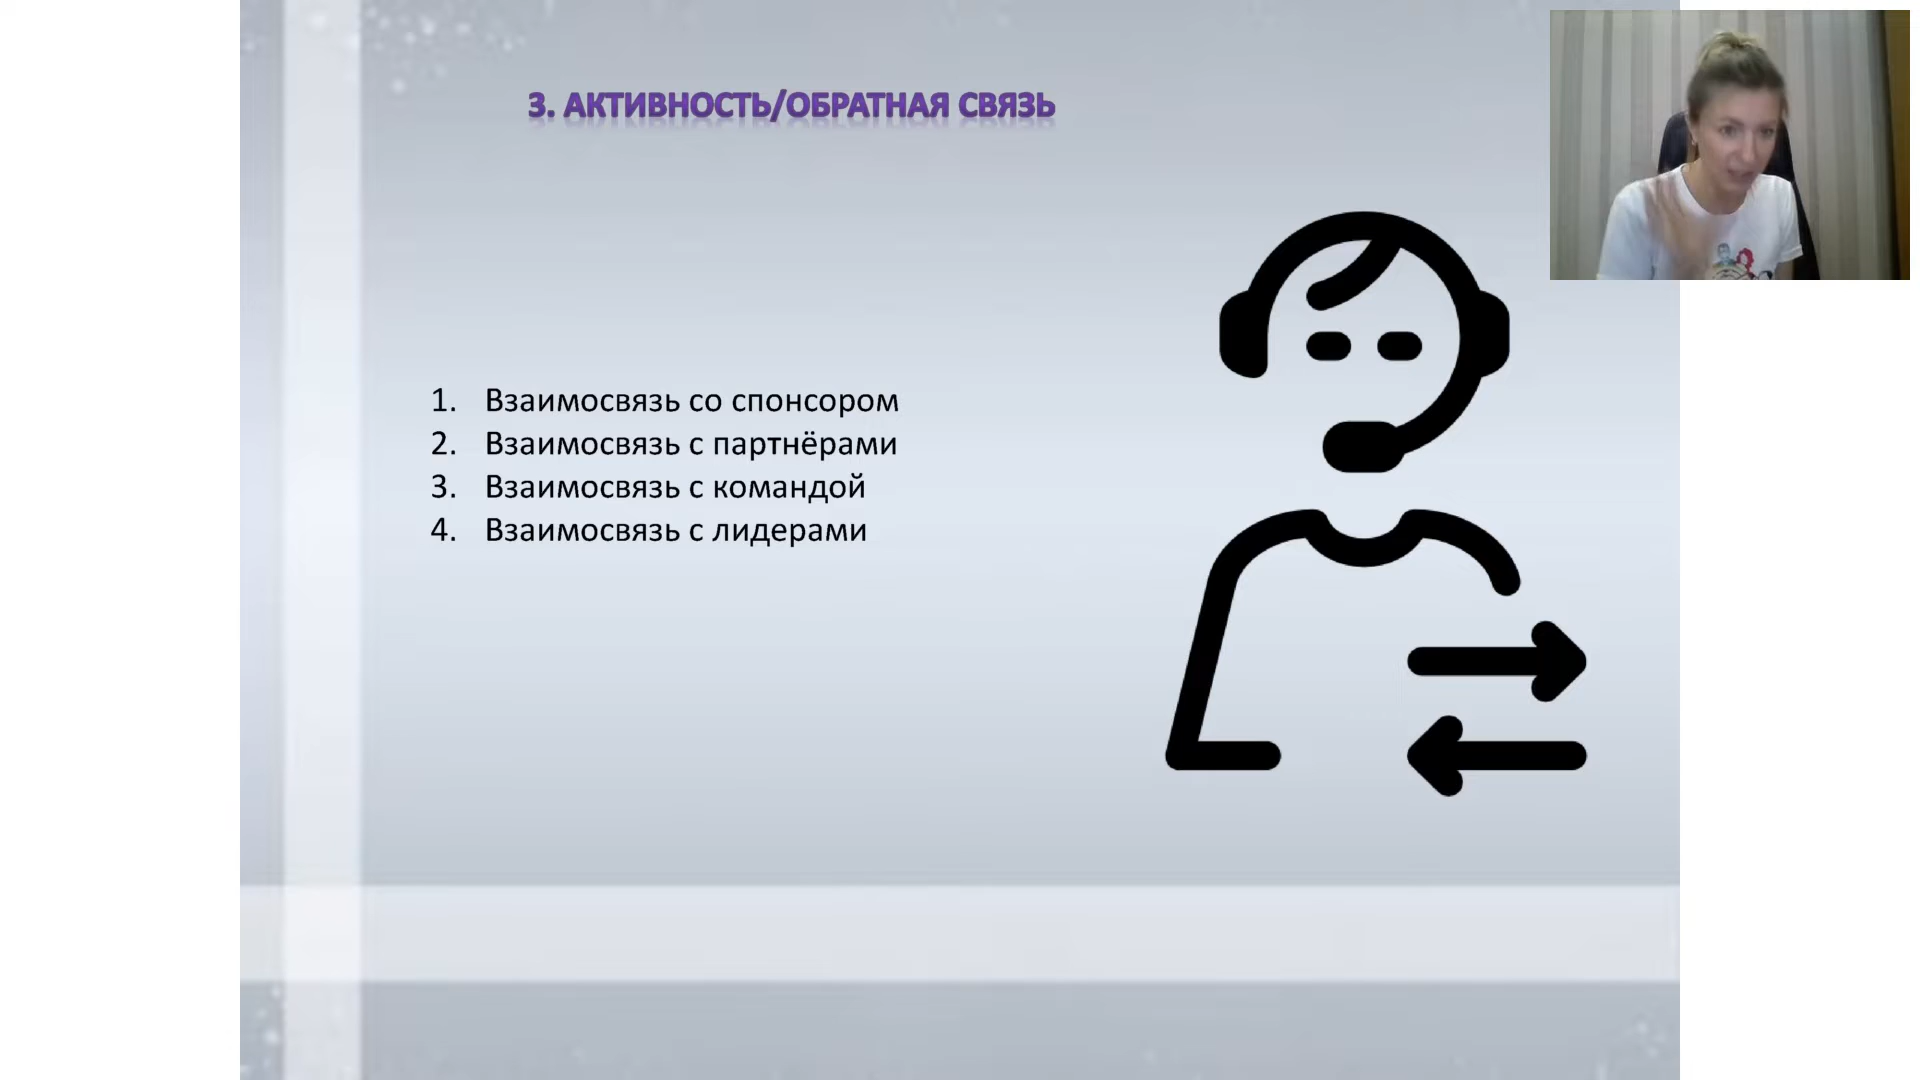 3. АКТИВНОСТЬ/ОБРАТНАЯ СВЯЗЬ
1. Взаимосвязь со спонсором
2. Взаимосвязь с партнёрами
3. Взаимосвязь с командой
4. Взаимосвязь с лидерами